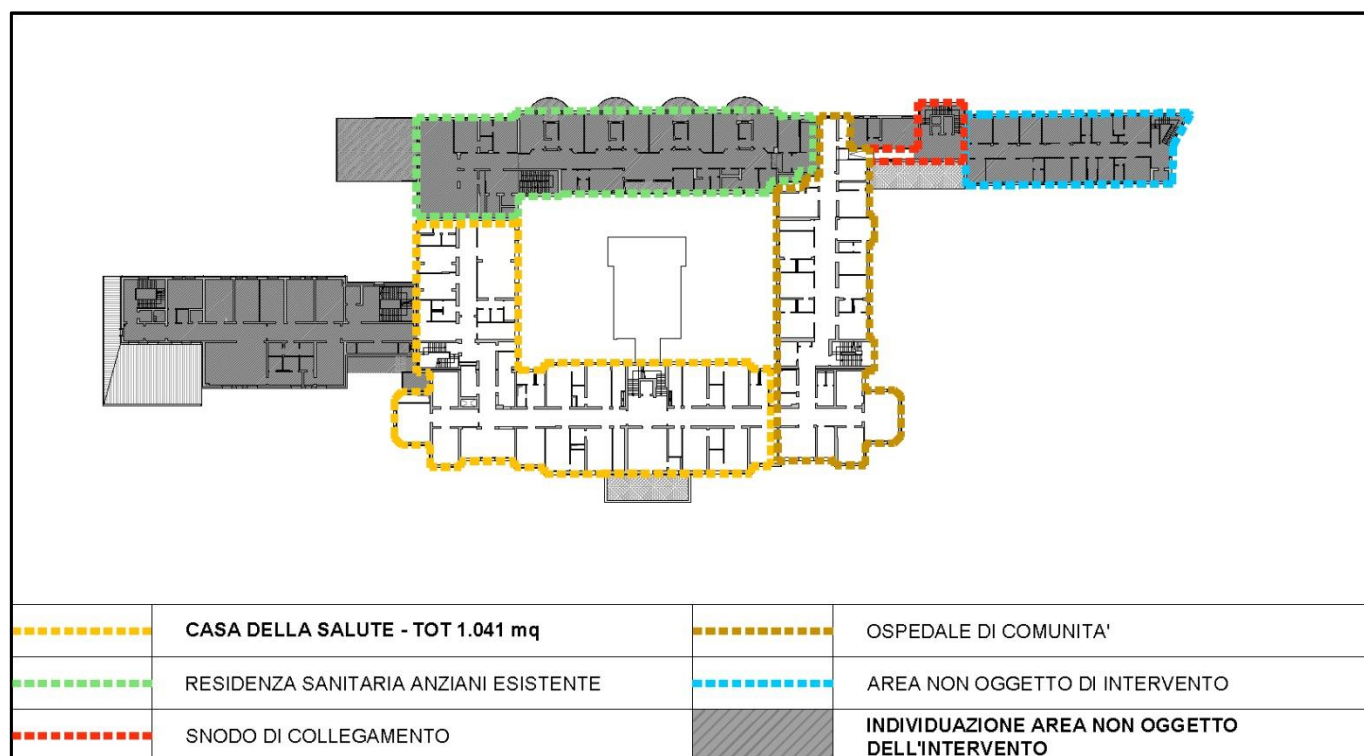 CASA DELLA SALUTE - TOT 1.041 mq
OSPEDALE DI COMUNITA'
RESIDENZA SANITARIA ANZIANI ESISTENTE
AREA NON OGGETTO DI INTERVENTO
SNODO DI COLLEGAMENTO
INDIVIDUAZIONE AREA NON OGGETTO
DELL'INTERVENTO